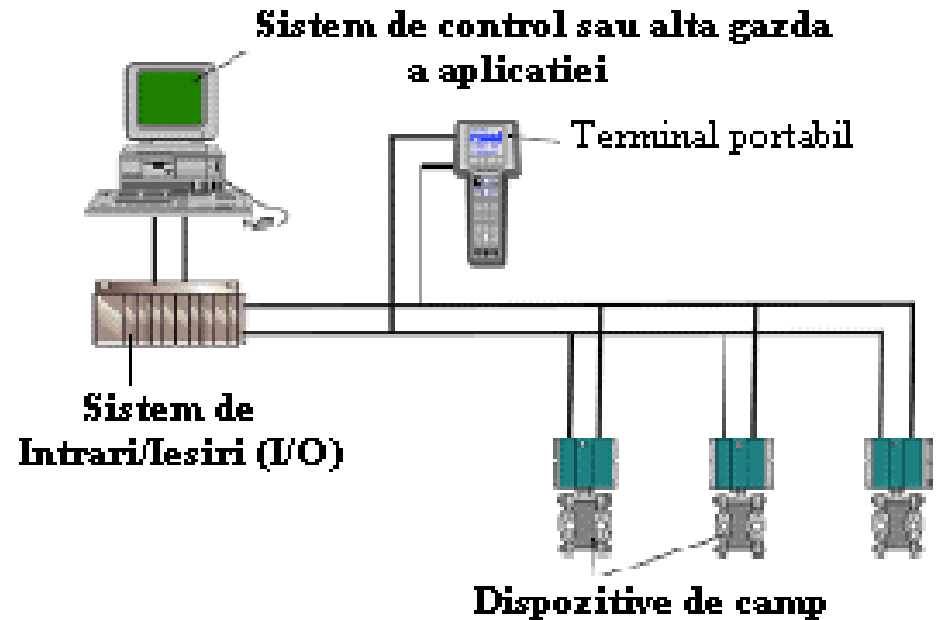 Sistem de control sau alta gazda
a aplicatiei
Terminal portabil
Sistem de
Intrari/Iesiri (I/O)
Dispozitive de camp